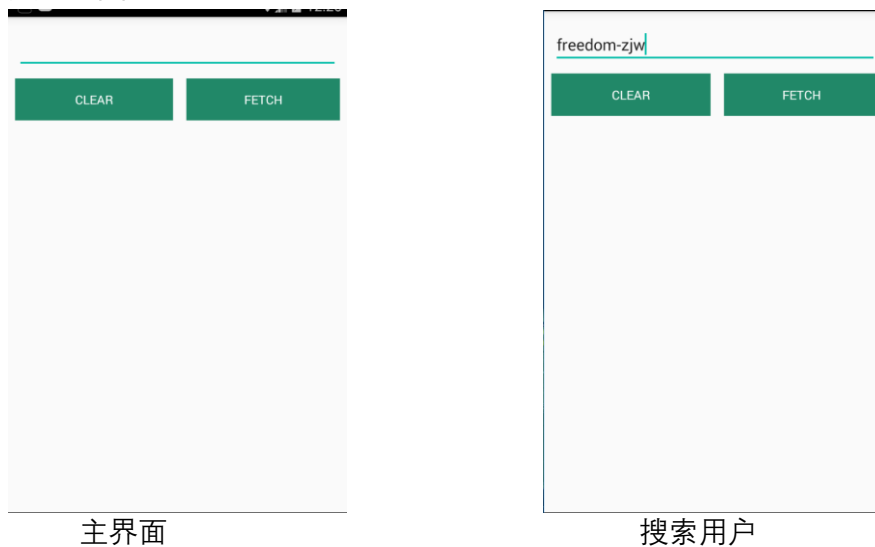 freedom-zjw
CLEAR FETCH
CLEAR FETCH
主界面
搜索用户